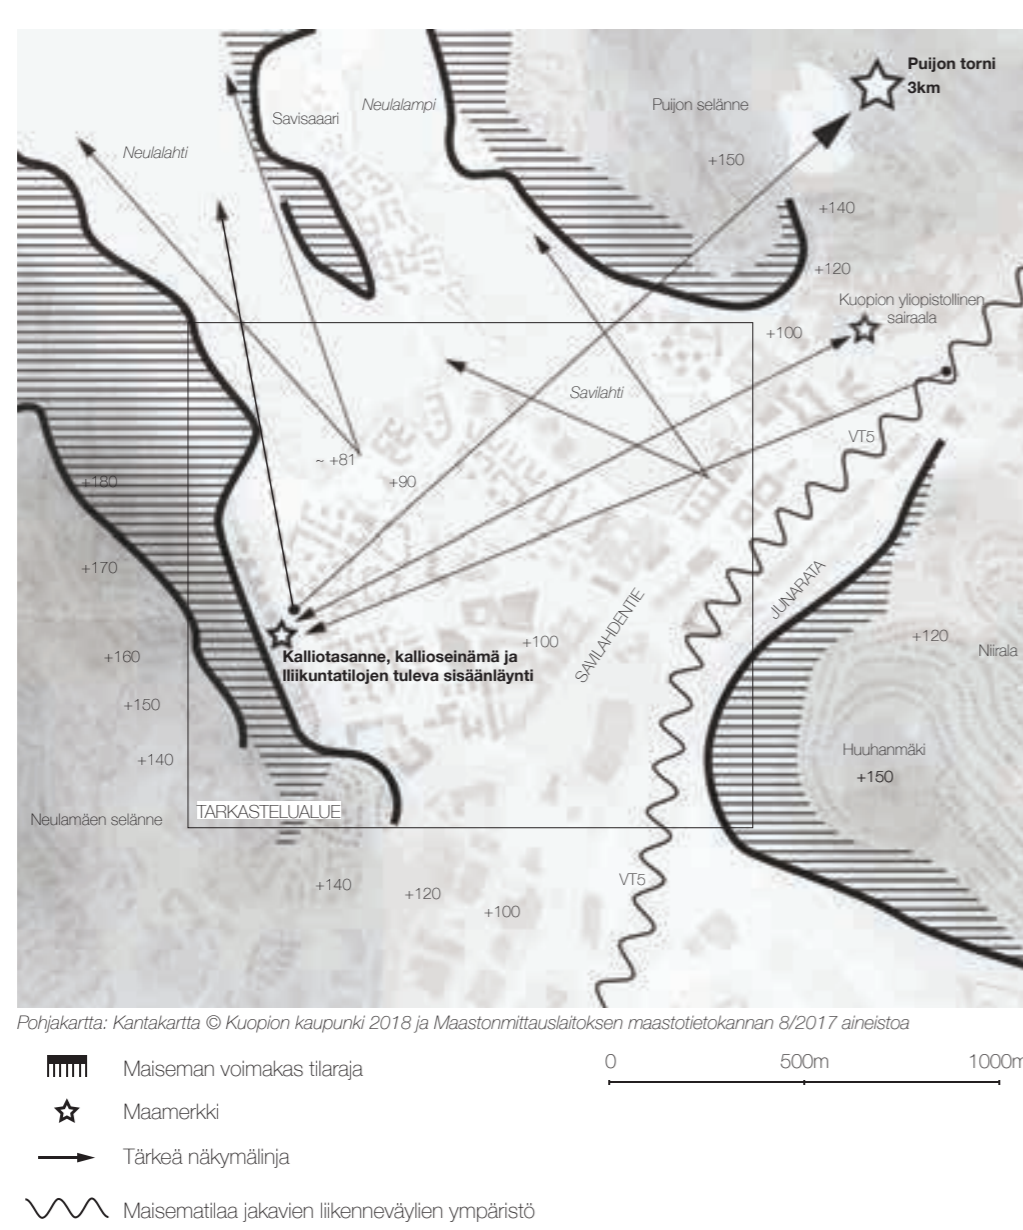 Puijon torni
3km
Neulalampi
Puijon selänne
Savisaaari
Neulalahti
+150
+140
+120
Kuopion yliopistollinen
sairaala
+100
Savilahti
VT5
~ +81
+90
+180
+170
JUNARATA
SAVILAHDENTIE
+120
+100
Niirala
Kalliotasanne, kallioseinämä ja
lliikuntatilojen tuleva sisäänläynti
+160
+150
+140
Huuhanmäki
+150
TARKASTELUALUE
Neulamäen selänne
VT5
+140
+120
+100
Pohjakartta: Kantakartta © Kuopion kaupunki 2018 ja Maastonmittauslaitoksen maastotietokannan 8/2017 aineistoa
Maiseman voimakas tilaraja
0 500m 1000m
Maamerkki
Tärkeä näkymälinja
Maisematilaa jakavien liikenneväylien ympäristö